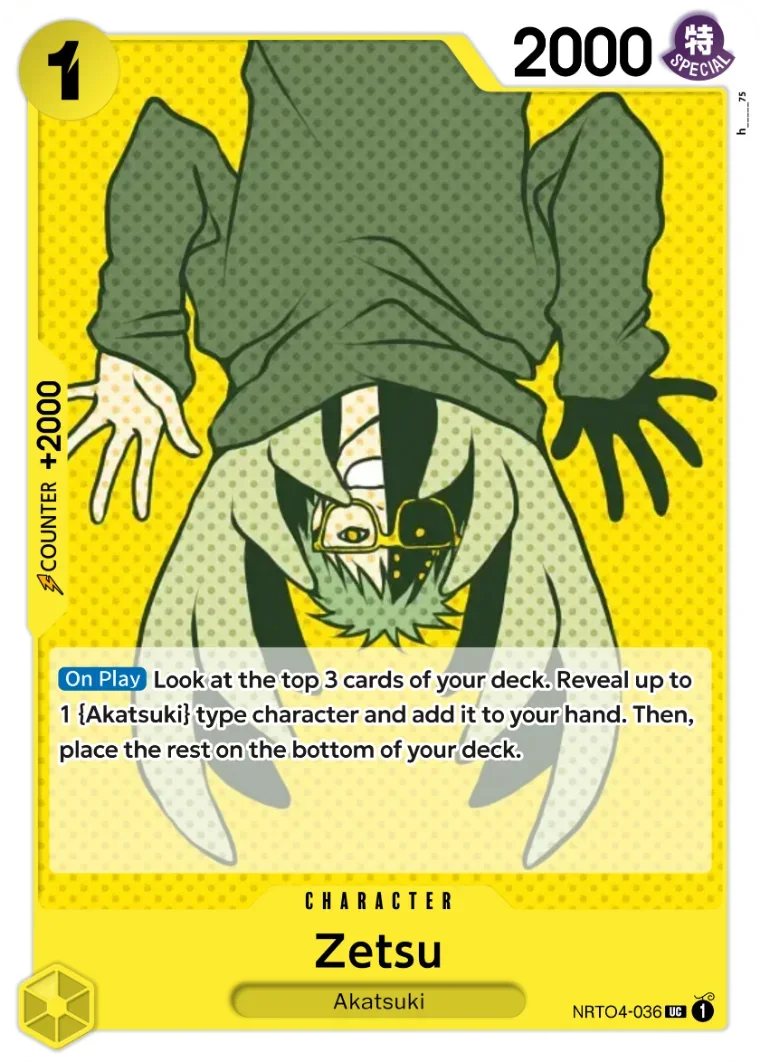 1
2000
特
SPECIAL
h____75
COUNTER +2000
On Play Look at the top 3 cards of your deck. Reveal up to
1 {Akatsuki} type character and add it to your hand. Then,
place the rest on the bottom of your deck.
CHARACTER
Zetsu
Akatsuki
NRTO4-036 UC 1